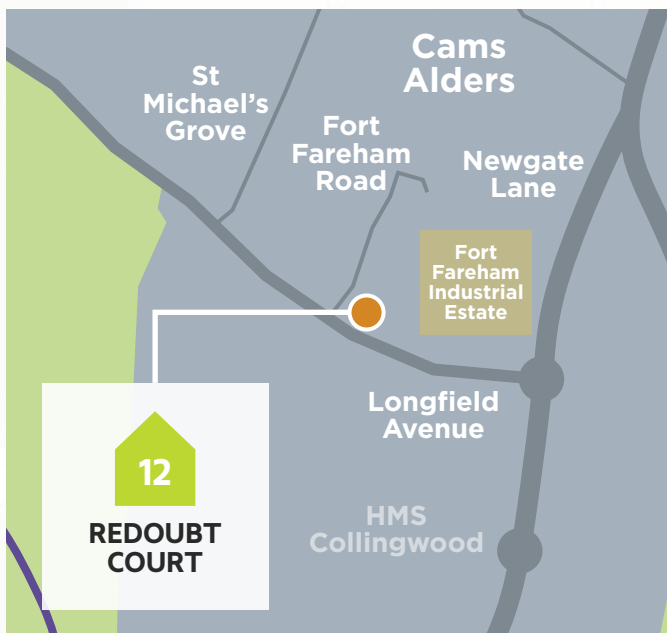 Cams
Alders
St
Michael's
Grove
Fort
Fareham
Road
Newgate
Lane
Fort
Fareham
Industrial
Estate
Longfield
Avenue
12
REDOUBT
COURT
HMS
Collingwood